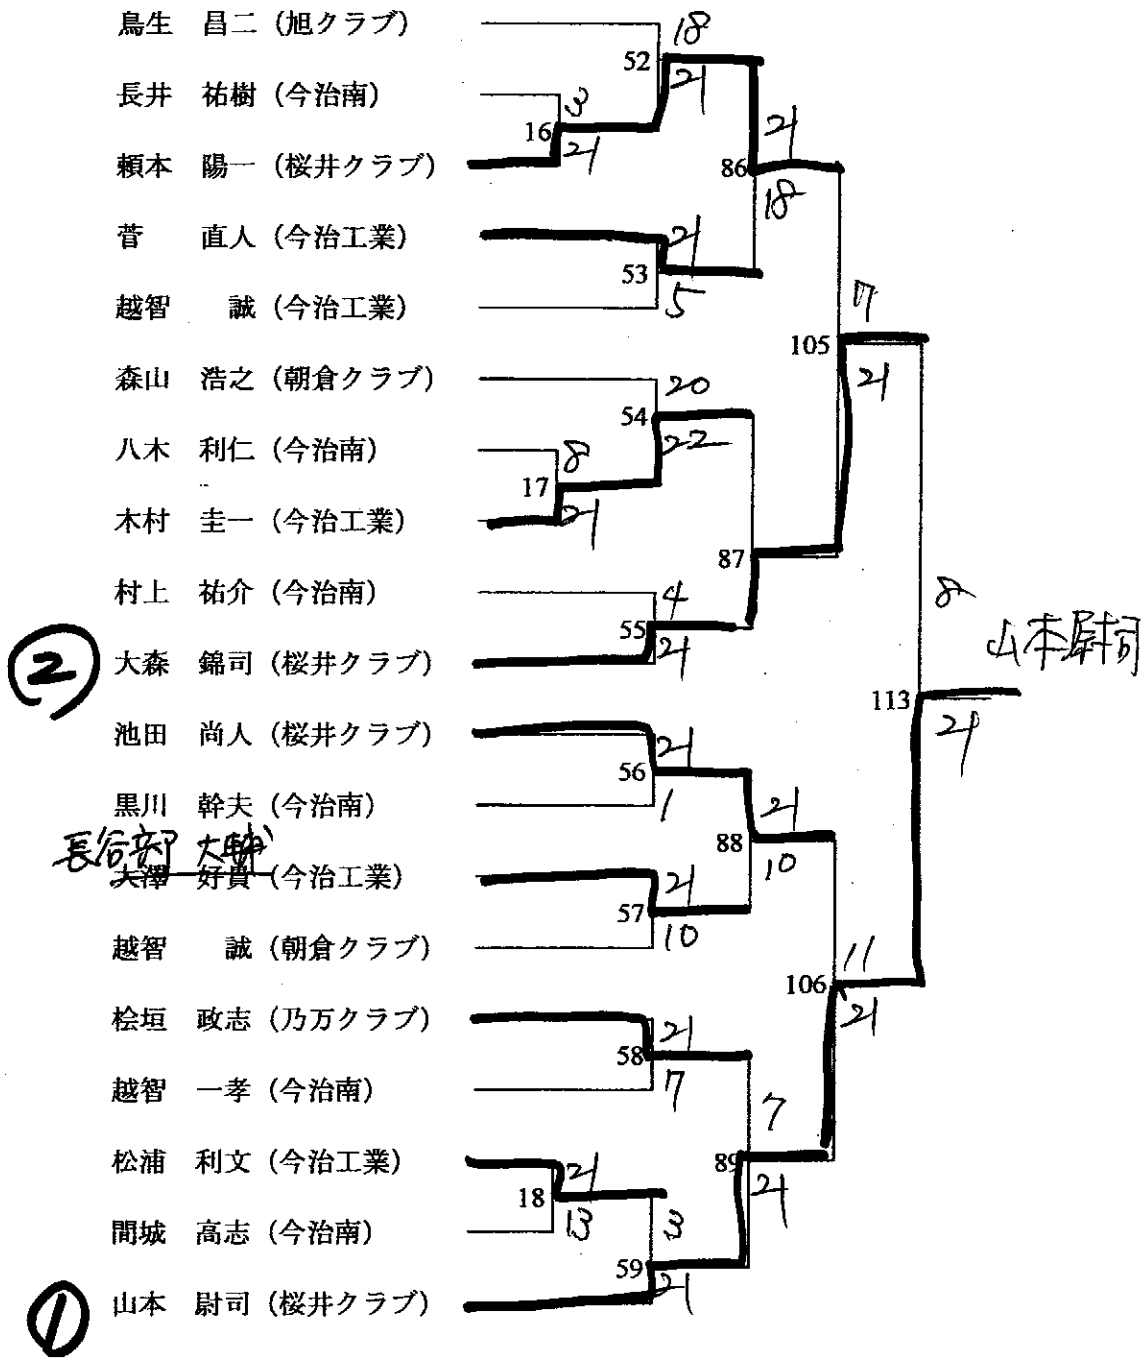 鳥生 昌二 (旭クラブ)
18
52
21
長井 祐樹 (今治南)
3
16
21
21
頼本 陽一 (桜井クラブ)
86
18
菅 直人 (今治工業)
21
53
5
越智 誠 (今治工業)
7
105
21
森山 浩之 (朝倉クラブ)
20
54
22
八木 利仁 (今治南)
8
17
21
木村 圭一 (今治工業)
87
村上 祐介 (今治南)
4
8
55
21
② 大森 錦司 (桜井クラブ)
山本尉司
113
21
池田 尚人 (桜井クラブ)
21
56
1
黒川 幹夫 (今治南)
21
88
10
長谷部 大輔
大澤 好貴 (今治工業)
21
57
10
越智 誠 (朝倉クラブ)
11
106
21
桧垣 政志 (乃万クラブ)
21
58
7
越智 一孝 (今治南)
7
89
21
松浦 利文 (今治工業)
21
18
13
間城 高志 (今治南)
3
59
21
① 山本 尉司 (桜井クラブ)